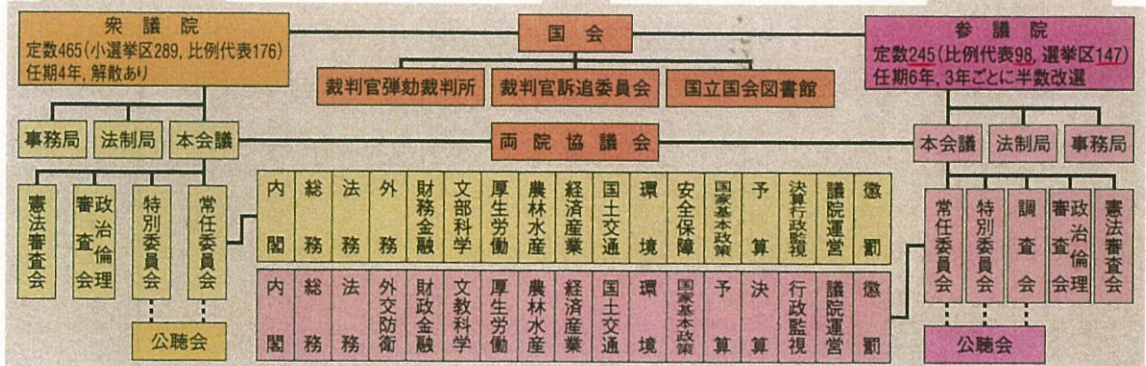 衆議院
定数465(小選挙区289, 比例代表176)
任期4年, 解散あり
国会
参議院
定数245(比例代表98, 選挙区147)
任期6年, 3年ごとに半数改選
裁判官弾劾裁判所
裁判官訴追委員会
国立国会図書館
事務局
法制局
本会議
両院協議会
本会議
法制局
事務局
憲法審査会
政治倫理審査会
特別委員会
常任委員会
内閣
総務
法務
外務
財務金融
文部科学
厚生労働
農林水産
経済産業
国土交通
環境
安全保障
国家基本政策
予算
決算行政監視
議院運営
懲罰
内閣
総務
法務
外交防衛
財政金融
文教科学
厚生労働
農林水産
経済産業
国土交通
環境
国家基本政策
予算
決算
行政監視
議院運営
懲罰
常任委員会
特別委員会
調査会
政治倫理審査会
憲法審査会
公聴会
公聴会